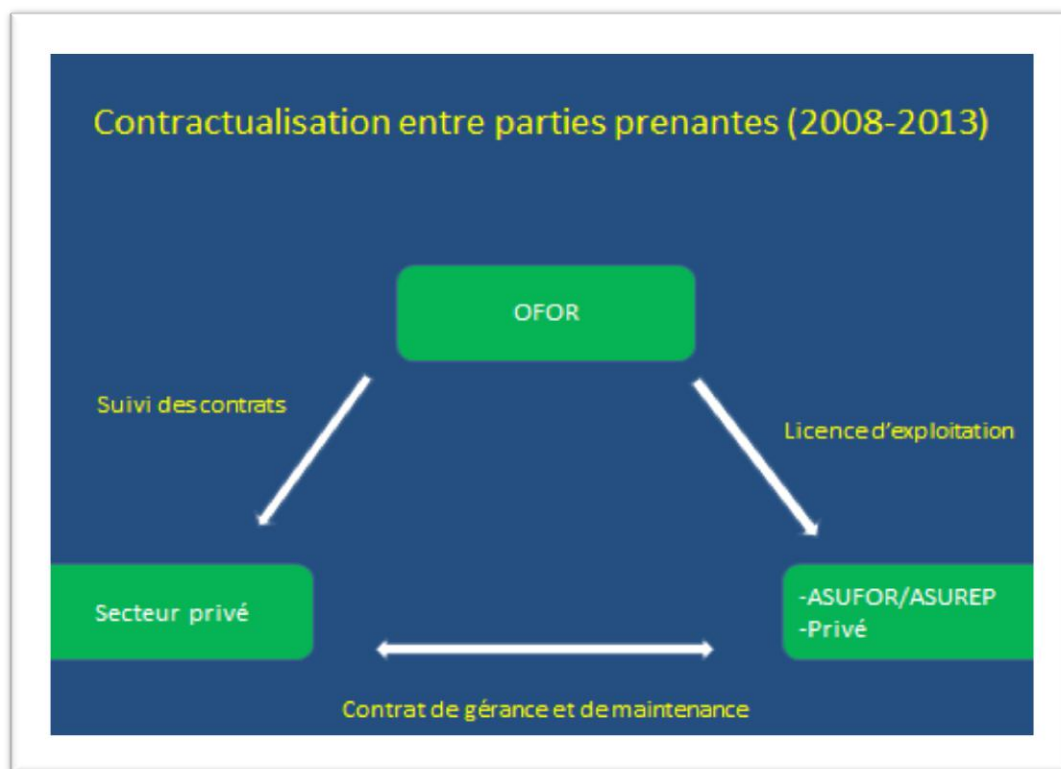 Contractualisation entre parties prenantes (2008-2013)
OFOR
Suivi des contrats
Licence d'exploitation
Secteur privé
-ASUFOR/ASUREP
-Privé
Contrat de gérance et de maintenance